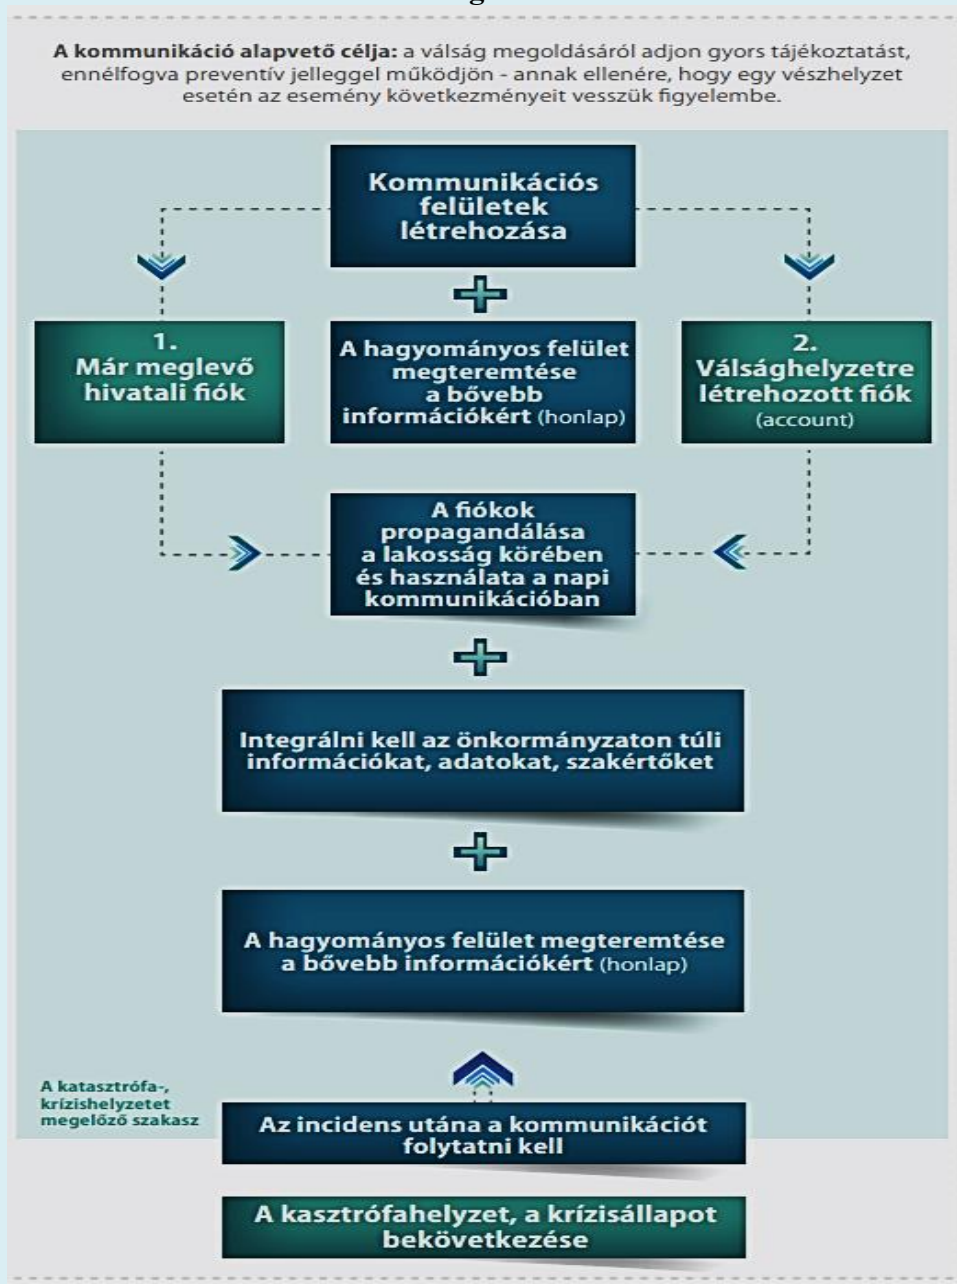 A kommunikáció alapvető célja: a válság megoldásáról adjon gyors tájékoztatást,
ennélfogva preventív jelleggel működjön - annak ellenére, hogy egy vészhelyzet
esetén az esemény következményeit vesszük figyelembe.
Kommunikációs
felületek
létrehozása
1.
Már meglevő
hivatali fiók
A hagyományos felület
megteremtése
a bővebb
információkért (honlap)
2.
Válsághelyzetre
létrehozott fiók
(account)
A fiókok
propagandálása
a lakosság körében
és használata a napi
kommunikációban
Integrálni kell az önkormányzaton túli
információkat, adatokat, szakértőket
A hagyományos felület megteremtése
a bővebb információkért (honlap)
A katasztrófa-,
krízishelyzetet
megelőző szakasz
Az incidens utána a kommunikációt
folytatni kell
A kasztrófahelyzet, a krízisállapot
bekövetkezése